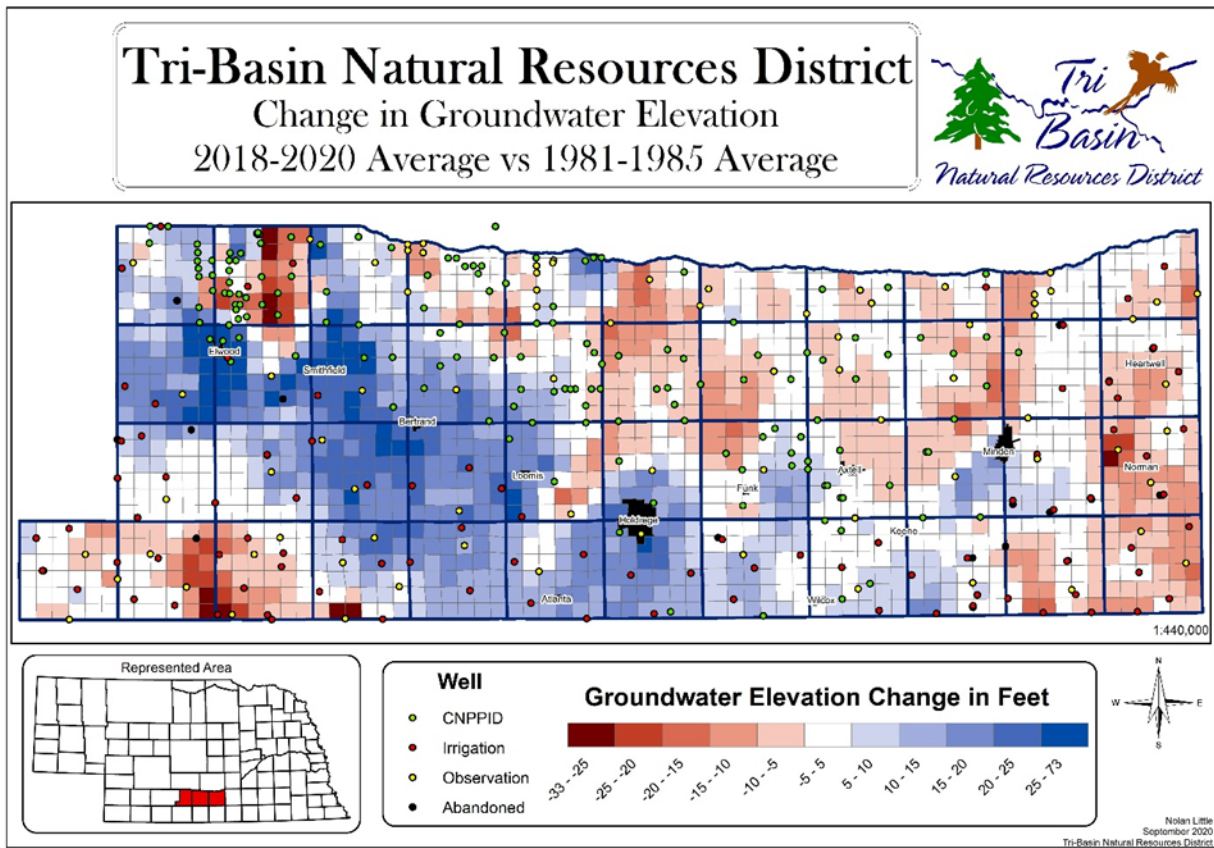 Tri-Basin Natural Resources District
Change in Groundwater Elevation
2018-2020 Average vs 1981-1985 Average
Tri
Basin
Natural Resources District
Elwood
Smithfield
Heartwell
Bertrand
Minden
Loomis
Axtell
Norman
Funk
Holdrege
Keene
Atlanta
Wilcox
1:440,000
Represented Area
Well
CNPPID
Irrigation
Observation
Abandoned
Groundwater Elevation Change in Feet
-33 - -25
-25 - -20
-20 - -15
-15 - -10
-10 - -5
-5 - 5
5 - 10
10 - 15
15 - 20
20 - 25
25 - 73
N
W
E
S
Nolan Little
September 2020
Tri-Basin Natural Resources District